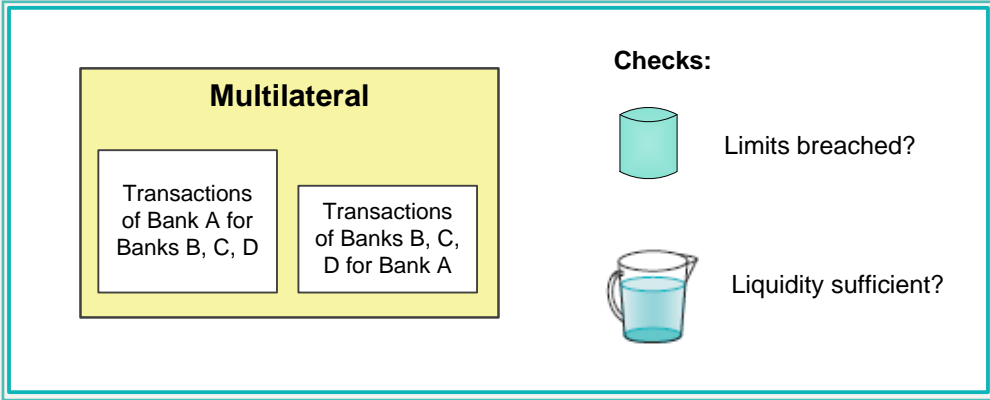 Multilateral
Transactions
of Bank A for
Banks B, C, D
Transactions
of Banks B, C,
D for Bank A
Checks:
Limits breached?
Liquidity sufficient?